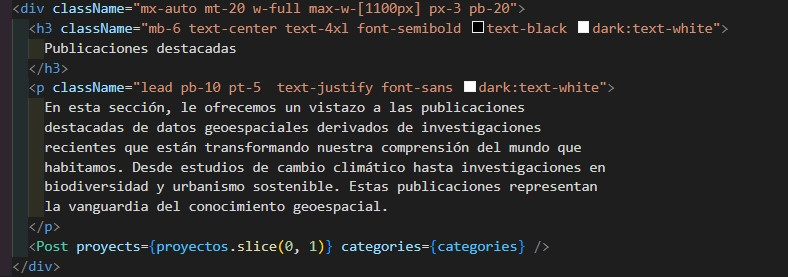 <div className="mx-auto mt-20 w-full max-w-[1100px] px-3 pb-20">
<h3 className="mb-6 text-center text-4xl font-semibold text-black dark:text-white">
Publicaciones destacadas
</h3>
<p className="lead pb-10 pt-5  text-justify font-sans dark:text-white">
En esta sección, le ofrecemos un vistazo a las publicaciones
destacadas de datos geoespaciales derivados de investigaciones
recientes que están transformando nuestra comprensión del mundo que
habitamos. Desde estudios de cambio climático hasta investigaciones en
biodiversidad y urbanismo sostenible. Estas publicaciones representan
la vanguardia del conocimiento geoespacial.
</p>
<Post proyects={proyectos.slice(0, 1)} categories={categories} />
</div>